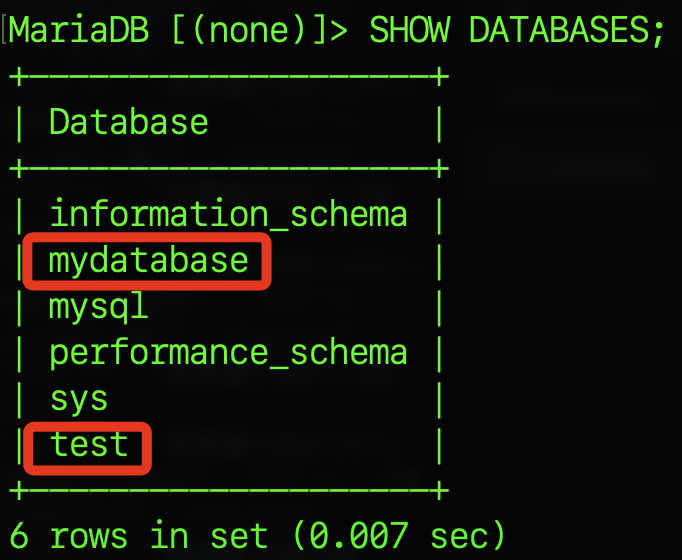 MariaDB [(none)]> SHOW DATABASES;
+--------------------+
| Database           |
+--------------------+
| information_schema |
| mydatabase         |
| mysql              |
| performance_schema |
| sys                |
| test               |
+--------------------+
6 rows in set (0.007 sec)